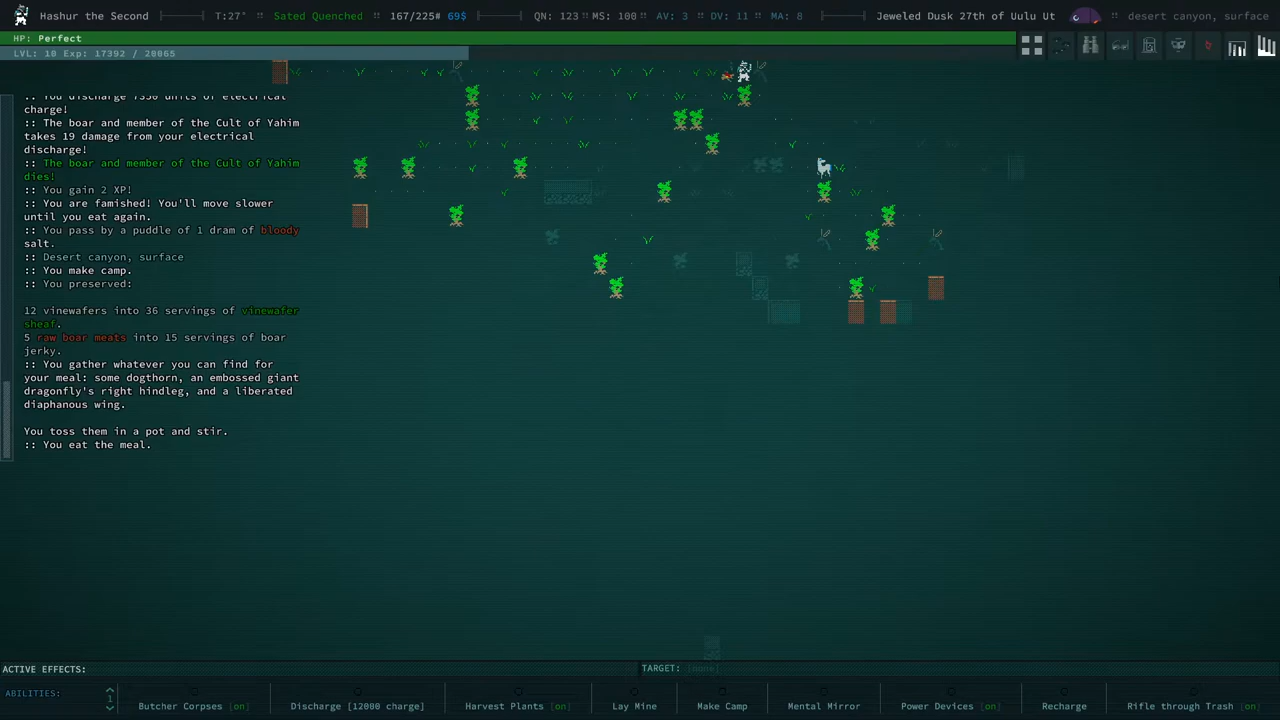 Hashur the Second T:27° :: Sated Quenched :: 167/225# 69$ QN: 123 :: MS: 100 :: AV: 3 :: DV: 11 :: MA: 8 Jeweled Dusk 27th of Uulu Ut :: desert canyon, surface
HP: Perfect
LVL: 10 Exp: 17392 / 20065
:: You discharge 7350 units of electrical
charge!
:: The boar and member of the Cult of Yahim
takes 19 damage from your electrical
discharge!
:: The boar and member of the Cult of Yahim
dies!
:: You gain 2 XP!
:: You are famished! You'll move slower
until you eat again.
:: You pass by a puddle of 1 dram of bloody
salt.
:: Desert canyon, surface
:: You make camp.
:: You preserved:
12 vinewafers into 36 servings of vinewafer
sheaf.
5 raw boar meats into 15 servings of boar
jerky.
:: You gather whatever you can find for
your meal: some dogthorn, an embossed giant
dragonfly's right hindleg, and a liberated
diaphanous wing.
You toss them in a pot and stir.
:: You eat the meal.
ACTIVE EFFECTS: TARGET: [none]
ABILITIES: 1 Butcher Corpses [on] Discharge [12000 charge] Harvest Plants [on] Lay Mine Make Camp Mental Mirror Power Devices [on] Recharge Rifle through Trash [on]